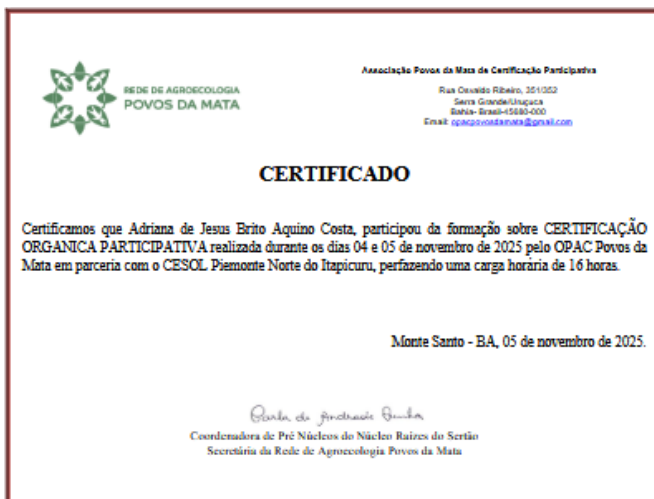 REDE DE AGROECOLOGIA
POVOS DA MATA
Associação Povos da Mata de Certificação Participativa
Rua Osvaldo Ribeiro, 351/352
Serra Grande/Uruçuca
Bahia- Brasil-45680-000
Email: opacpovosdamata@gmail.com
CERTIFICADO
Certificamos que Adriana de Jesus Brito Aquino Costa, participou da formação sobre CERTIFICAÇÃO
ORGANICA PARTICIPATIVA realizada durante os dias 04 e 05 de novembro de 2025 pelo OPAC Povos da
Mata em parceria com o CESOL Piemonte Norte do Itapicuru, perfazendo uma carga horária de 16 horas.
Monte Santo - BA, 05 de novembro de 2025.
de Andrade
Coordenadora de Pré Núcleos do Núcleo Raízes do Sertão
Secretária da Rede de Agroecologia Povos da Mata